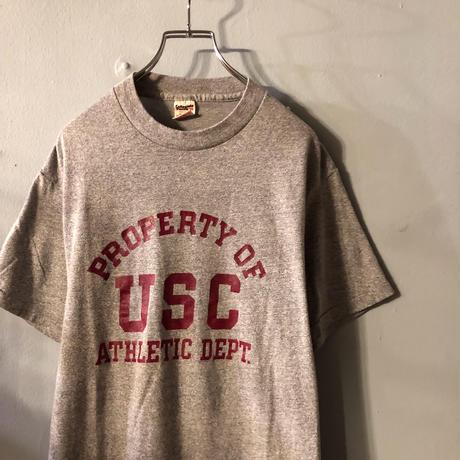 PROPERTY OF
USC
ATHLETIC DEPT.